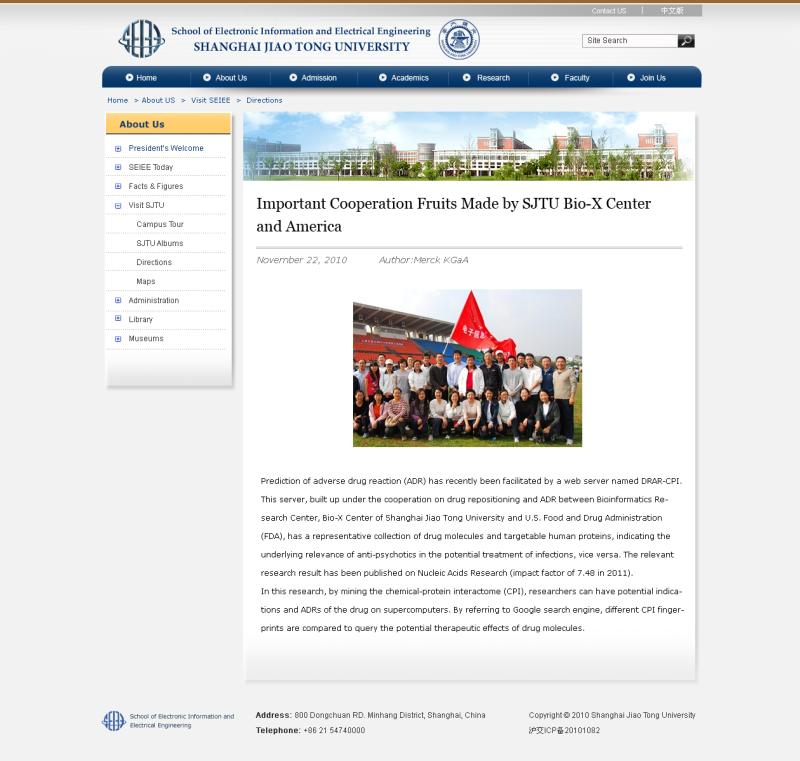 Contact US | 中文版
School of Electronic Information and Electrical Engineering
SHANGHAI JIAO TONG UNIVERSITY
Site Search
Home About Us Admission Academics Research Faculty Join Us
Home > About US > Visit SEIEE > Directions
About Us
President's Welcome
SEIEE Today
Facts & Figures
Visit SJTU
Campus Tour
SJTU Albums
Directions
Maps
Administration
Library
Museums
Important Cooperation Fruits Made by SJTU Bio-X Center
and America
November 22, 2010 Author:Merck KGaA
电子信息
Prediction of adverse drug reaction (ADR) has recently been facilitated by a web server named DRAR-CPI.
This server, built up under the cooperation on drug repositioning and ADR between Bioinformatics Re-
search Center, Bio-X Center of Shanghai Jiao Tong University and U.S. Food and Drug Administration
(FDA), has a representative collection of drug molecules and targetable human proteins, indicating the
underlying relevance of anti-psychotics in the potential treatment of infections, vice versa. The relevant
research result has been published on Nucleic Acids Research (impact factor of 7.48 in 2011).
In this research, by mining the chemical-protein interactome (CPI), researchers can have potential indica-
tions and ADRs of the drug on supercomputers. By referring to Google search engine, different CPI finger-
prints are compared to query the potential therapeutic effects of drug molecules.
School of Electronic Information and
Electrical Engineering
Address: 800 Dongchuan RD. Minhang District, Shanghai, China
Telephone: +86 21 54740000
Copyright © 2010 Shanghai Jiao Tong University
沪交ICP备20101082